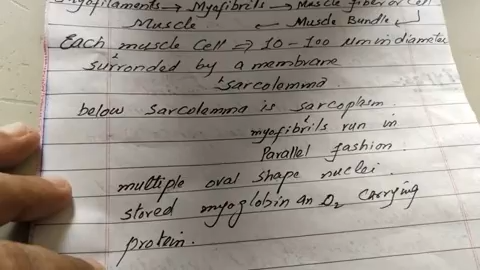 Myofilaments → Myofibrils → Muscle fiber or Cell
Muscle ← Muscle Bundle ←
Each muscle cell ⇒ 10-100 μm in diameter
surronded by a membrane
↳ sarcolemma
below sarcolemma is sarcoplasm.
myofibrils run in
Parallel fashion.
multiple oval shape nuclei.
stored myoglobin an O₂ carrying
protein.